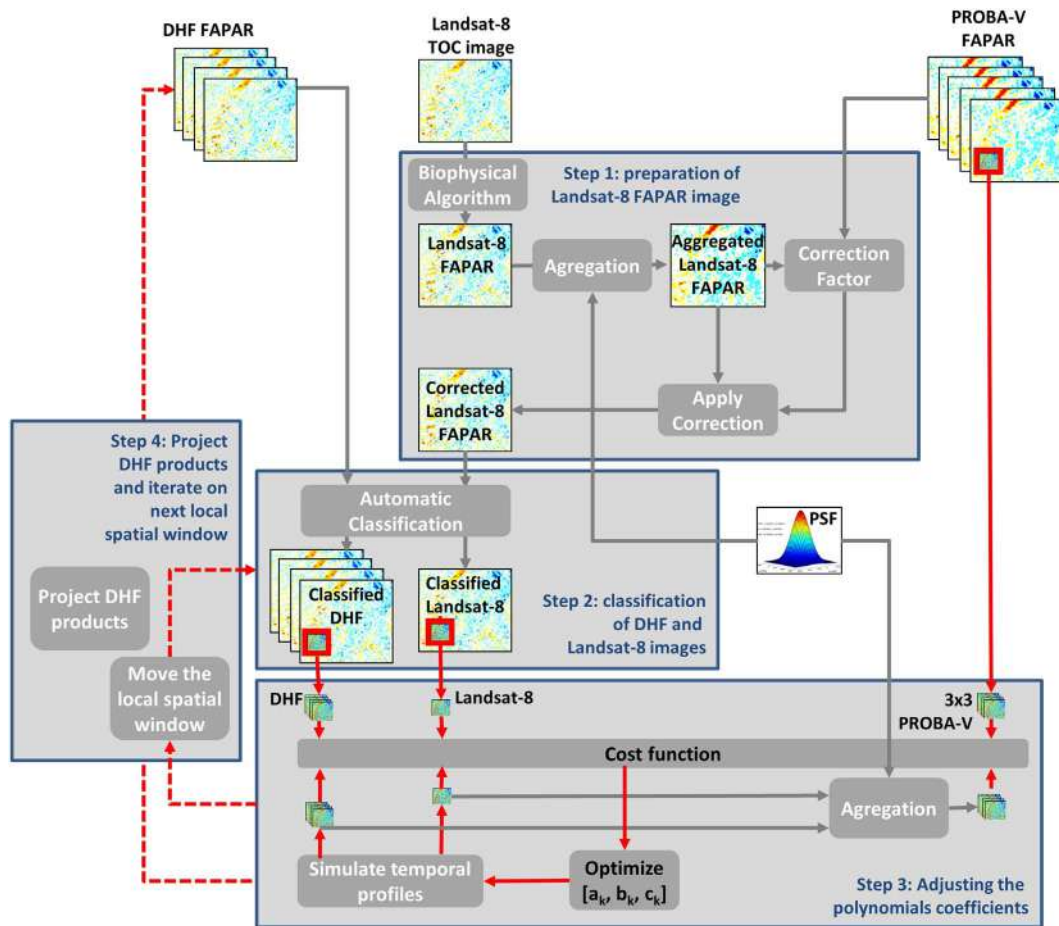 DHF FAPAR
Landsat-8
TOC image
PROBA-V
FAPAR
Biophysical
Algorithm
Step 1: preparation of
Landsat-8 FAPAR image
Landsat-8
FAPAR
Agregation
Aggregated
Landsat-8
FAPAR
Correction
Factor
Corrected
Landsat-8
FAPAR
Apply
Correction
Step 4: Project
DHF products
and iterate on
next local
spatial window
Automatic
Classification
PSF
Project DHF
products
Classified
DHF
Classified
Landsat-8
Step 2: classification
of DHF and
Landsat-8 images
Move the
local spatial
window
DHF
Landsat-8
3x3
PROBA-V
Cost function
Agregation
Simulate temporal
profiles
Optimize
[aₖ, bₖ, cₖ]
Step 3: Adjusting the
polynomials coefficients